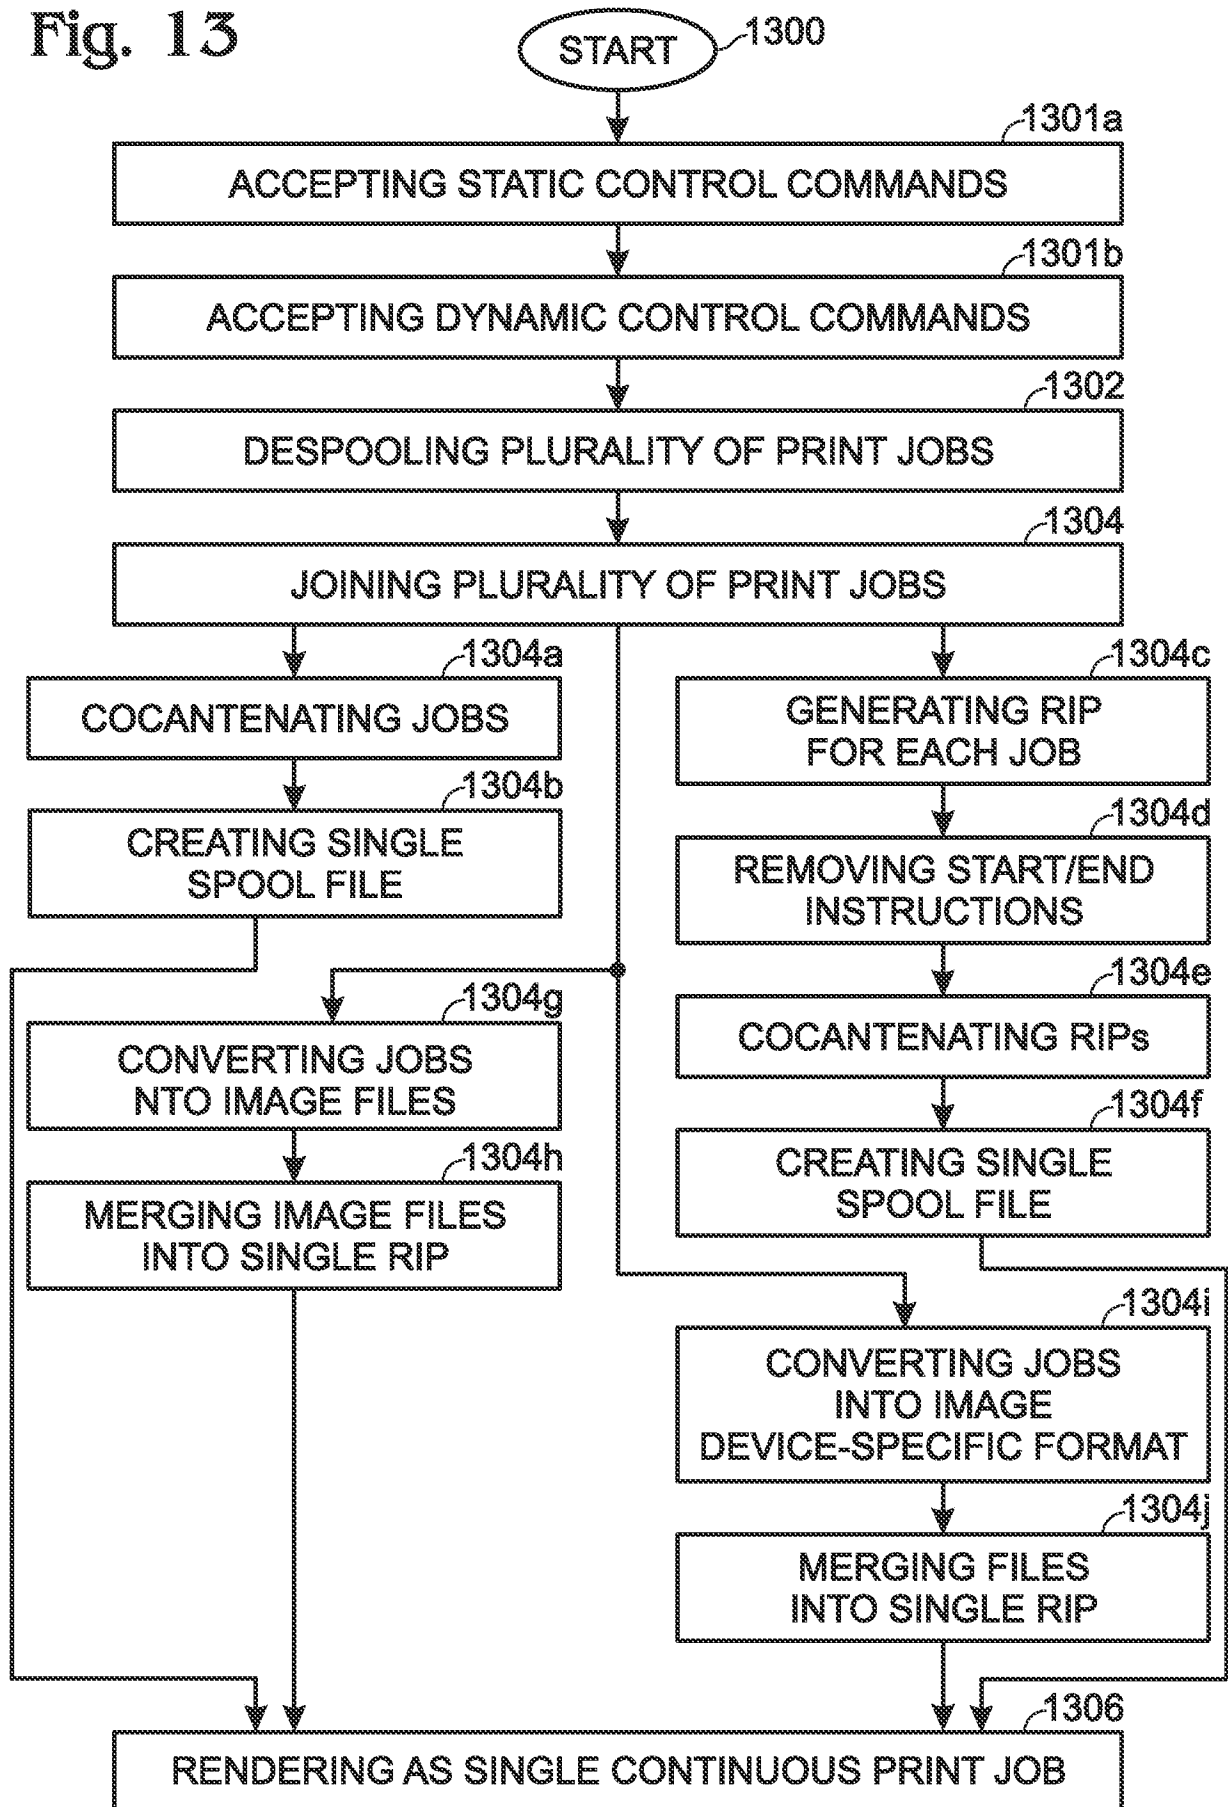 Fig. 13
START
1300
1301a
ACCEPTING STATIC CONTROL COMMANDS
1301b
ACCEPTING DYNAMIC CONTROL COMMANDS
1302
DESPOOLING PLURALITY OF PRINT JOBS
1304
JOINING PLURALITY OF PRINT JOBS
1304a
COCANTENATING JOBS
1304b
CREATING SINGLE
SPOOL FILE
1304c
GENERATING RIP
FOR EACH JOB
1304d
REMOVING START/END
INSTRUCTIONS
1304e
COCANTENATING RIPs
1304f
CREATING SINGLE
SPOOL FILE
1304g
CONVERTING JOBS
NTO IMAGE FILES
1304h
MERGING IMAGE FILES
INTO SINGLE RIP
1304i
CONVERTING JOBS
INTO IMAGE
DEVICE-SPECIFIC FORMAT
1304j
MERGING FILES
INTO SINGLE RIP
1306
RENDERING AS SINGLE CONTINUOUS PRINT JOB